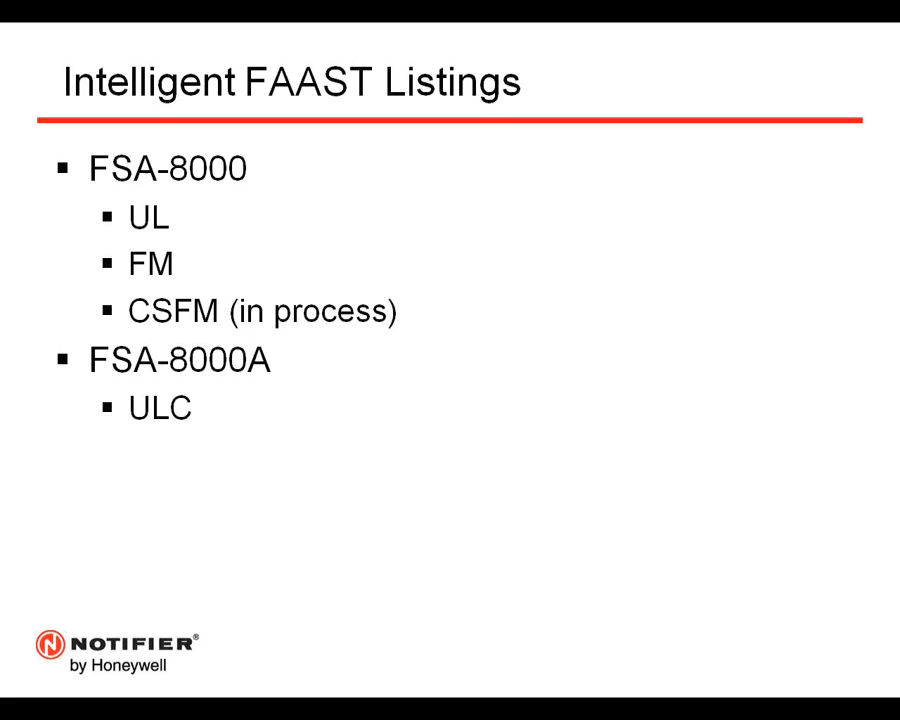 Intelligent FAAST Listings
▪ FSA-8000
▪ UL
▪ FM
▪ CSFM (in process)
▪ FSA-8000A
▪ ULC
NOTIFIER®
by Honeywell